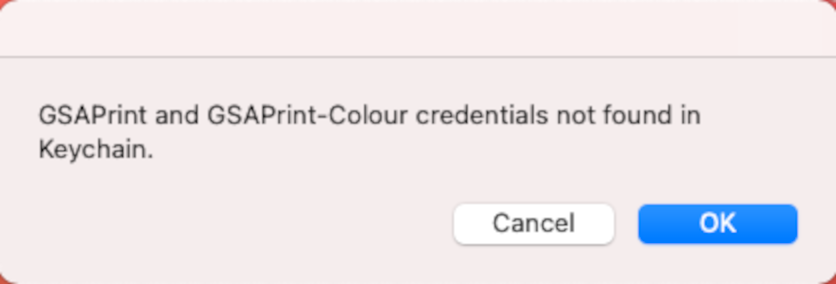 GSAPrint and GSAPrint-Colour credentials not found in
Keychain.
Cancel
OK